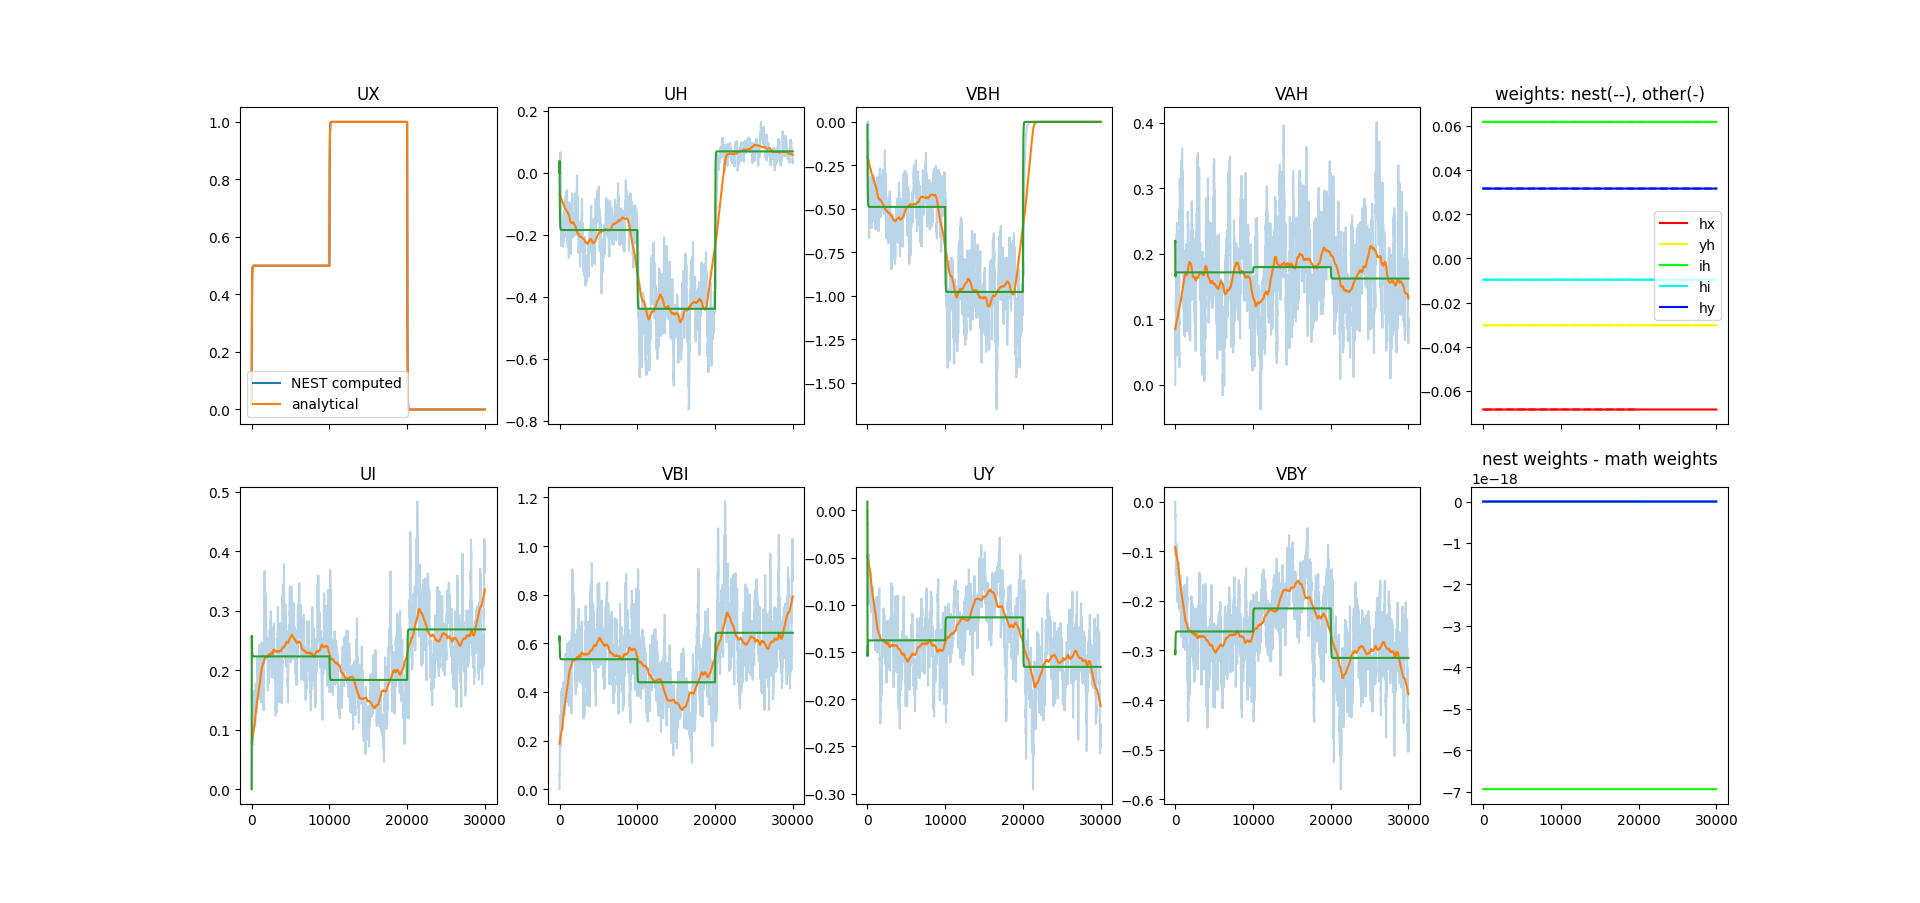 UX
UH
VBH
VAH
weights: nest(--), other(-)
1.0
0.8
0.6
0.4
0.2
0.0
NEST computed
analytical
0.2
0.0
−0.2
−0.4
−0.6
−0.8
0.00
−0.25
−0.50
−0.75
−1.00
−1.25
−1.50
0.4
0.3
0.2
0.1
0.0
0.06
0.04
0.02
0.00
−0.02
−0.04
−0.06
hx
yh
ih
hi
hy
UI
VBI
UY
VBY
nest weights - math weights
0.5
0.4
0.3
0.2
0.1
0.0
0 10000 20000 30000
1.2
1.0
0.8
0.6
0.4
0.2
0.0
0 10000 20000 30000
0.00
−0.05
−0.10
−0.15
−0.20
−0.25
−0.30
0 10000 20000 30000
0.0
−0.1
−0.2
−0.3
−0.4
−0.5
−0.6
0 10000 20000 30000
1e−18
0
−1
−2
−3
−4
−5
−6
−7
0 10000 20000 30000